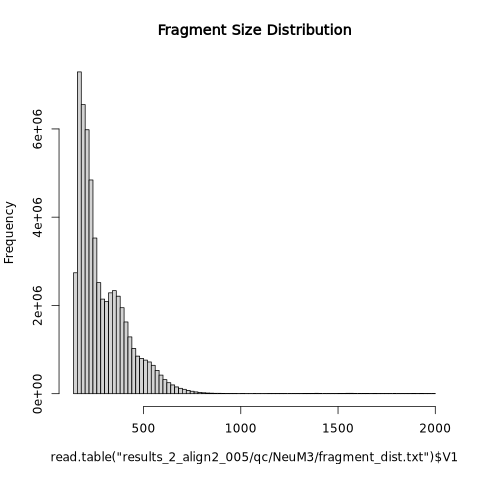 Fragment Size Distribution
Frequency
6e+06
4e+06
2e+06
0e+00
500 1000 1500 2000
read.table("results_2_align2_005/qc/NeuM3/fragment_dist.txt")$V1